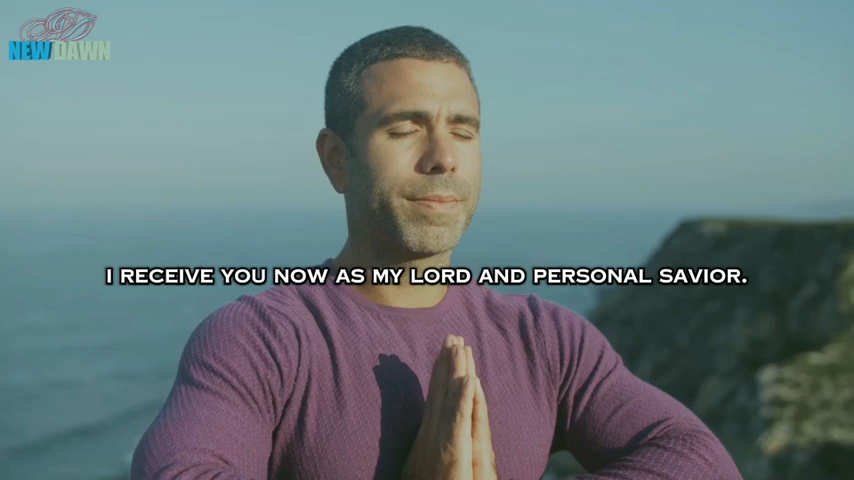 NEW DAWN
I RECEIVE YOU NOW AS MY LORD AND PERSONAL SAVIOR.